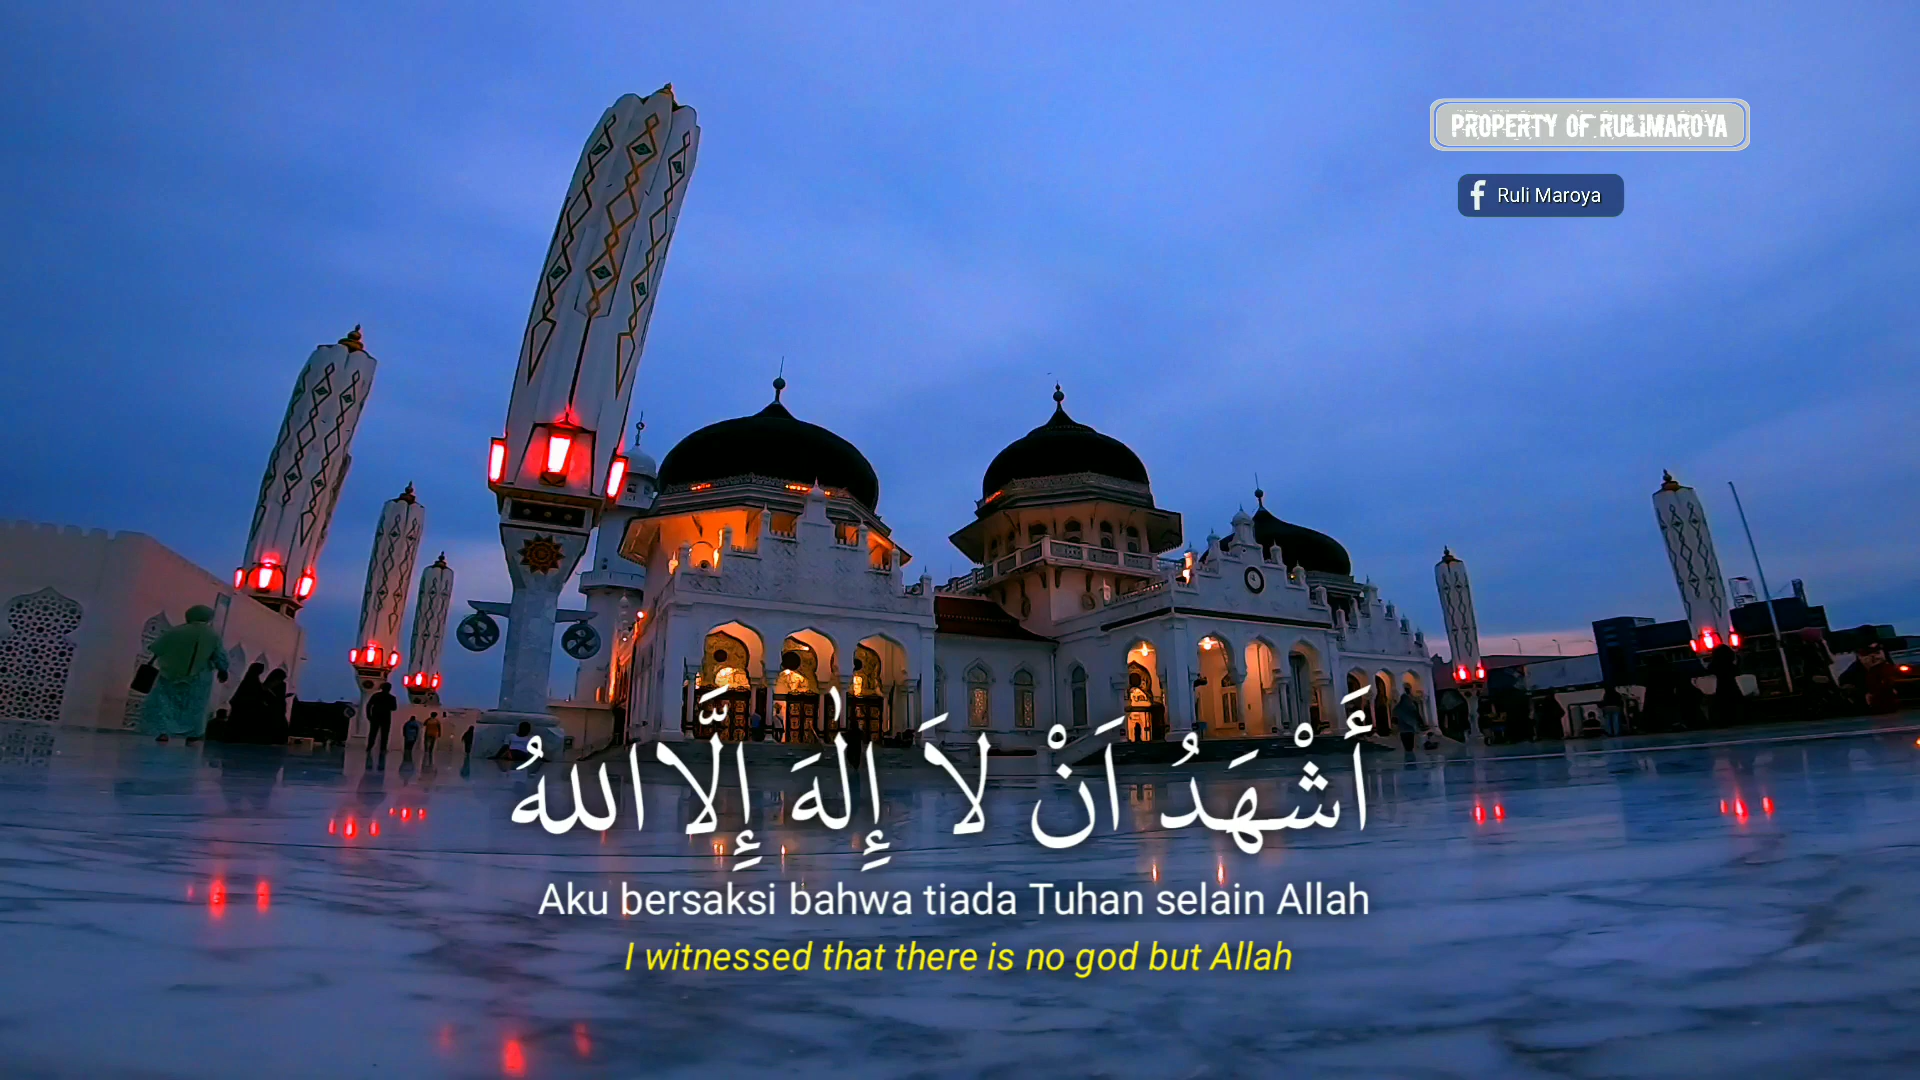 PROPERTY OF RULIMAROYA
Ruli Maroya
أَشْهَدُ اَنْ لاَ إِلٰهَ إِلَّا اللهُ
Aku bersaksi bahwa tiada Tuhan selain Allah
I witnessed that there is no god but Allah